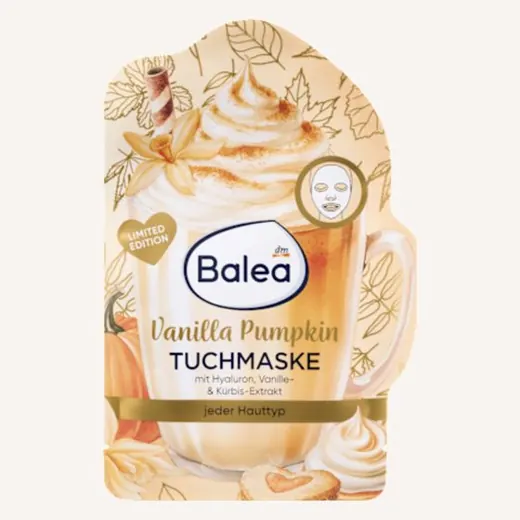 LIMITED
EDITION
dm
Balea
Vanilla Pumpkin
TUCHMASKE
mit Hyaluron, Vanille-
& Kürbis-Extrakt
jeder Hauttyp